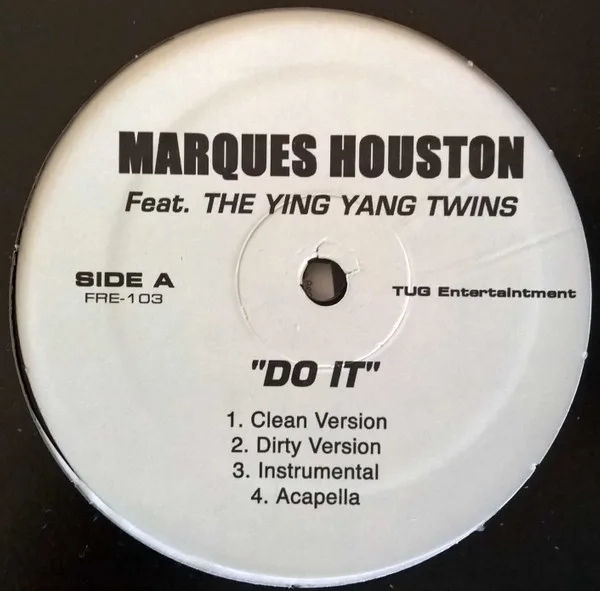 MARQUES HOUSTON
Feat. THE YING YANG TWINS
SIDE A
FRE-103
TUG Entertaintment
"DO IT"
1. Clean Version
2. Dirty Version
3. Instrumental
4. Acapella